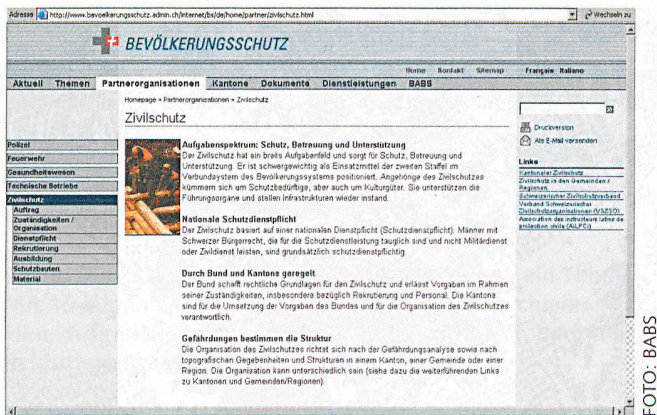 Adresse http://www.bevoelkerungsschutz.admin.ch/internet/bs/de/home/partner/zivilschutz.html Wechseln zu
BEVÖLKERUNGSSCHUTZ
Home Kontakt Sitemap Français Italiano
Aktuell Themen Partnerorganisationen Kantone Dokumente Dienstleistungen BABS
Homepage » Partnerorganisationen » Zivilschutz
Zivilschutz
Polizei
Feuerwehr
Gesundheitswesen
Technische Betriebe
Zivilschutz
Auftrag
Zuständigkeiten /
Organisation
Dienstpflicht
Rekrutierung
Ausbildung
Schutzbauten
Material
Aufgabenspektrum: Schutz, Betreuung und Unterstützung
Der Zivilschutz hat ein breits Aufgabenfeld und sorgt für Schutz, Betreuung und
Unterstützung. Er ist schwergewichtig als Einsatzmittel der zweiten Staffel im
Verbundsystem des Bevölkerungssystems positioniert. Angehörige des Zivilschutzes
kümmern sich um Schutzbedürftige, aber auch um Kulturgüter. Sie unterstützen die
Führungsorgane und stellen Infrastrukturen wieder instand.
Nationale Schutzdienstpflicht
Der Zivilschutz basiert auf einer nationalen Dienstpflicht (Schutzdienstpflicht). Männer mit
Schweizer Bürgerrecht, die für die Schutzdienstleistung tauglich sind und nicht Militärdienst
oder Zivildienst leisten, sind grundsätzlich schutzdienstpflichtig.
Durch Bund und Kantone geregelt
Der Bund schafft rechtliche Grundlagen für den Zivilschutz und erlässt Vorgaben im Rahmen
seiner Zuständigkeiten, insbesondere bezüglich Rekrutierung und Personal. Die Kantone
sind für die Umsetzung der Vorgaben des Bundes und für die Organisation des Zivilschutzes
verantwortlich.
Gefährdungen bestimmen die Struktur
Die Organisation des Zivilschutzes richtet sich nach der Gefährdungsanalyse sowie nach
topografischen Gegebenheiten und Strukturen in einem Kanton, einer Gemeinde oder einer
Region. Die Organisation kann unterschiedlich sein (siehe dazu die weiterführenden Links
zu Kantonen und Gemeinden/Regionen).
Druckversion
Als E-Mail versenden
Links
Kantonaler Zivilschutz
Zivilschutz in den Gemeinden /
Regionen
Schweizerischer Zivilschutzverband
Verband Schweizerischer
Zivilschutzorganisationen (VSZSO)
Association des instructeurs latins de
protection civile (AILPCi)
FOTO: BABS